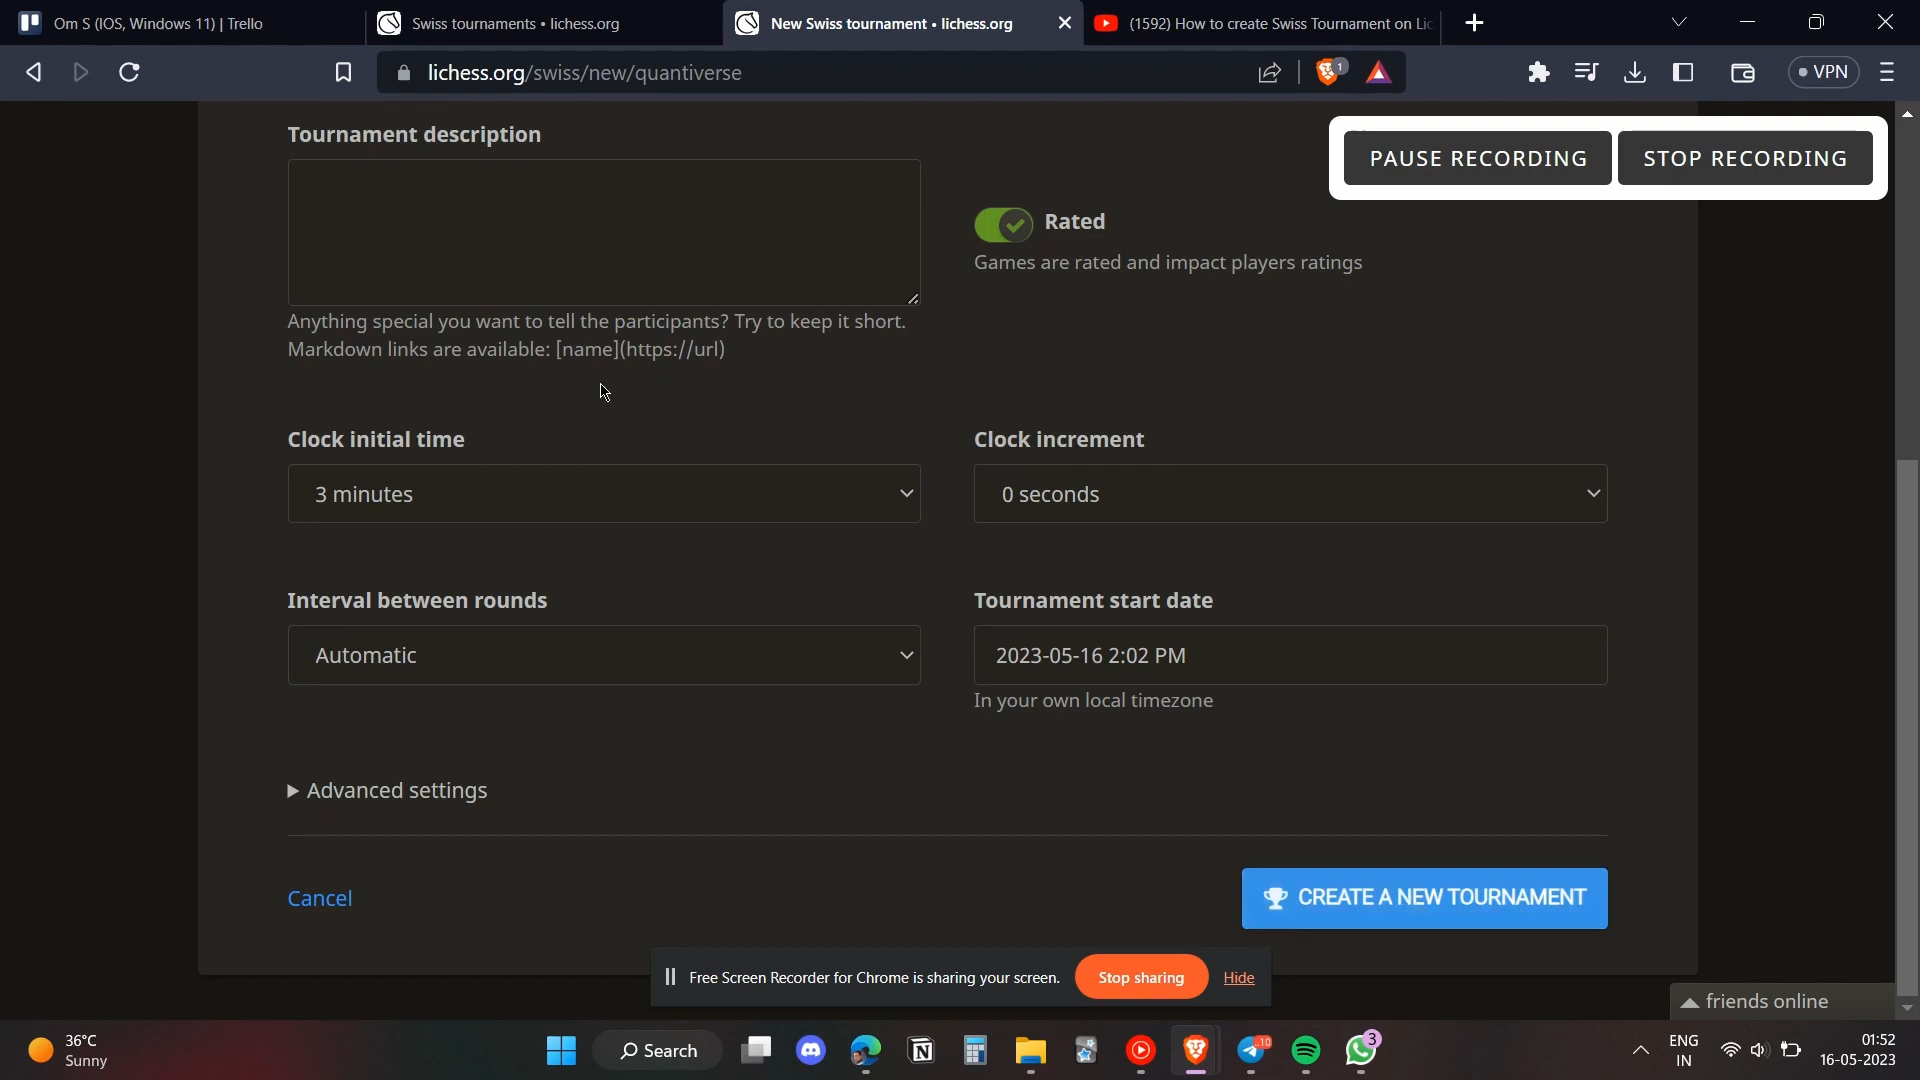 Om S (IOS, Windows 11) | Trello
Swiss tournaments • lichess.org
New Swiss tournament • lichess.org
(1592) How to create Swiss Tournament on Lic
lichess.org/swiss/new/quantiverse
1
VPN
Tournament description
PAUSE RECORDING
STOP RECORDING
Rated
Games are rated and impact players ratings
Anything special you want to tell the participants? Try to keep it short.
Markdown links are available: [name](https://url)
Clock initial time
Clock increment
3 minutes
0 seconds
Interval between rounds
Tournament start date
Automatic
2023-05-16 2:02 PM
In your own local timezone
Advanced settings
Cancel
CREATE A NEW TOURNAMENT
Free Screen Recorder for Chrome is sharing your screen.
Stop sharing
Hide
friends online
36°C
Sunny
Search
10
3
ENG
IN
01:52
16-05-2023